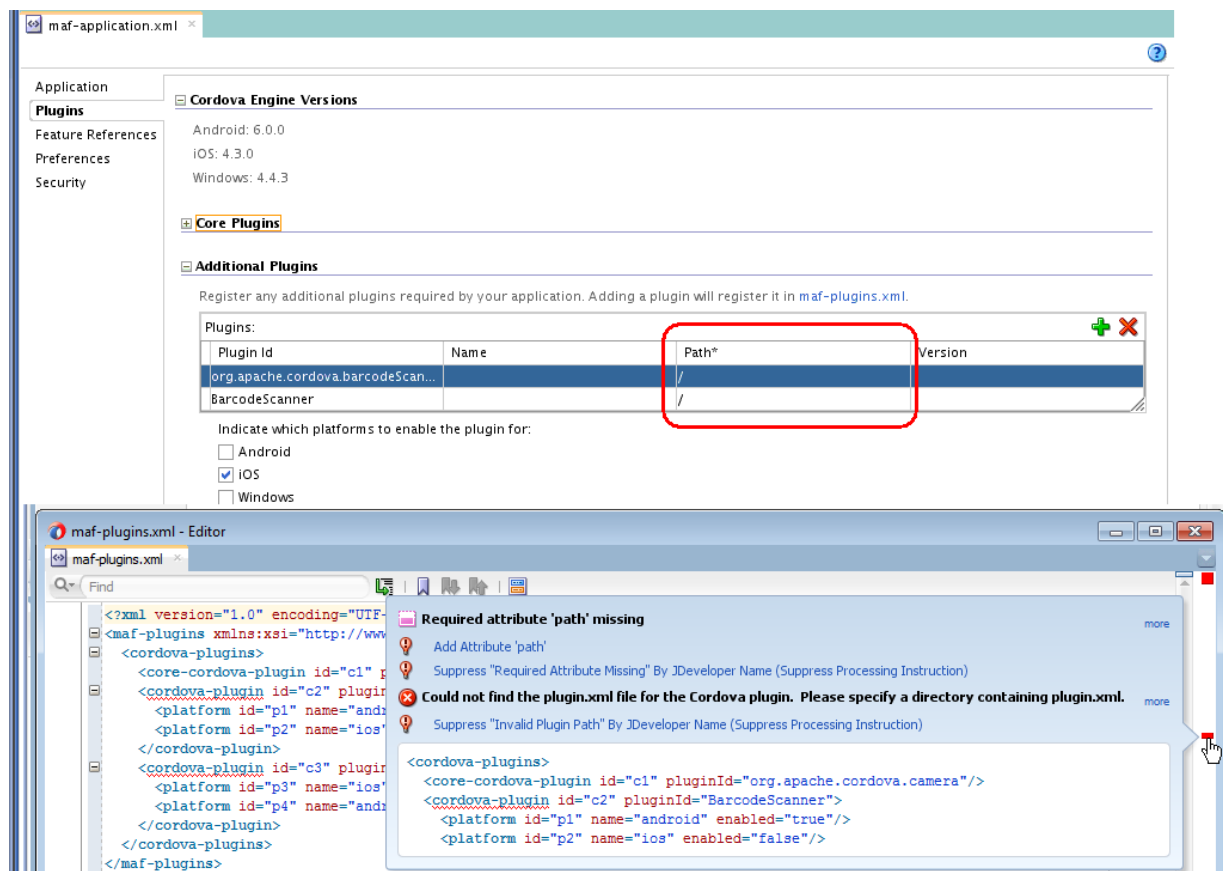 maf-application.xml
Application
Plugins
Feature References
Preferences
Security
Cordova Engine Versions
Android: 6.0.0
iOS: 4.3.0
Windows: 4.4.3
Core Plugins
Additional Plugins
Register any additional plugins required by your application. Adding a plugin will register it in maf-plugins.xml.
Plugins:
Plugin Id Name Path* Version
org.apache.cordova.barcodeScan... /
BarcodeScanner /
Indicate which platforms to enable the plugin for:
Android
iOS
Windows
maf-plugins.xml - Editor
maf-plugins.xml
Find
<?xml version="1.0" encoding="UTF-
<maf-plugins xmlns:xsi="http://www
<cordova-plugins>
<core-cordova-plugin id="c1" p
<cordova-plugin id="c2" plugin
<platform id="p1" name="andr
<platform id="p2" name="ios"
</cordova-plugin>
<cordova-plugin id="c3" plugin
<platform id="p3" name="ios"
<platform id="p4" name="andr
</cordova-plugin>
</cordova-plugins>
</maf-plugins>
Required attribute 'path' missing more
Add Attribute 'path'
Suppress "Required Attribute Missing" By JDeveloper Name (Suppress Processing Instruction)
Could not find the plugin.xml file for the Cordova plugin. Please specify a directory containing plugin.xml. more
Suppress "Invalid Plugin Path" By JDeveloper Name (Suppress Processing Instruction)
<cordova-plugins>
<core-cordova-plugin id="c1" pluginId="org.apache.cordova.camera"/>
<cordova-plugin id="c2" pluginId="BarcodeScanner">
<platform id="p1" name="android" enabled="true"/>
<platform id="p2" name="ios" enabled="false"/>